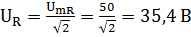 U_R = U_mR/√2 = 50/√2 = 35,4 В